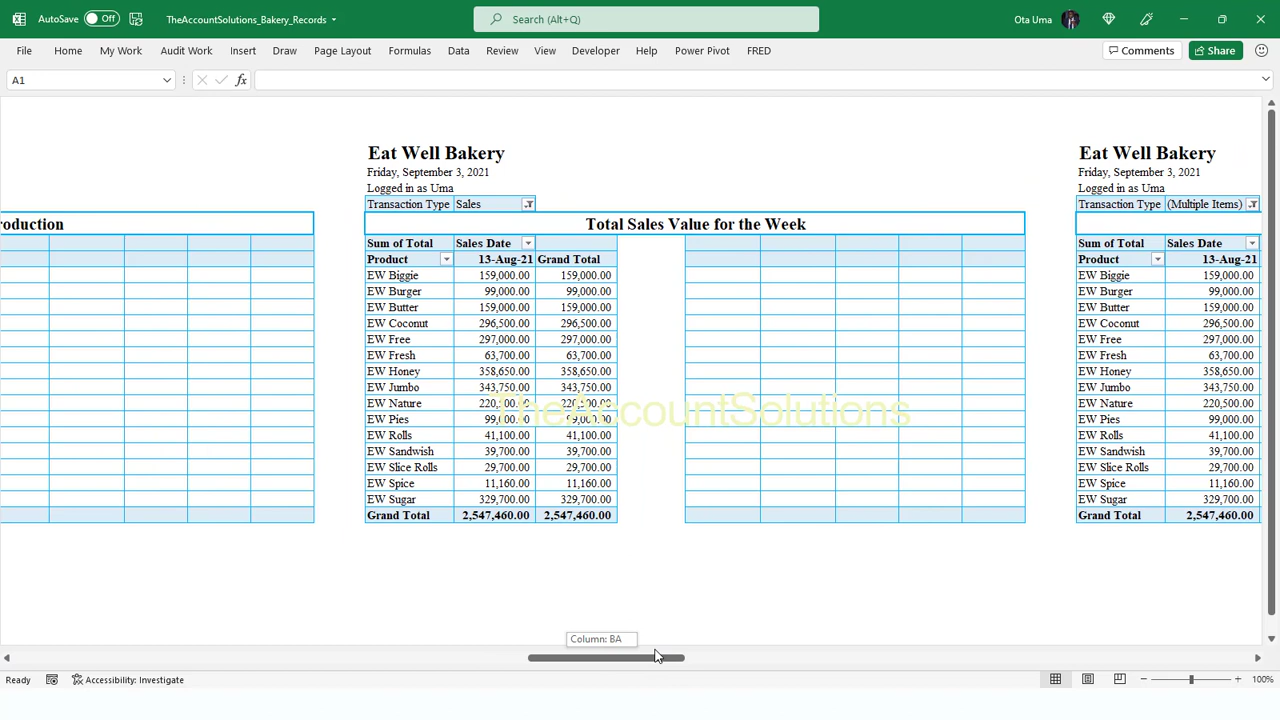 AutoSave Off TheAccountSolutions_Bakery_Records Search (Alt+Q) Ota Uma
File Home My Work Audit Work Insert Draw Page Layout Formulas Data Review View Developer Help Power Pivot FRED Comments Share
A1 fx
Eat Well Bakery Eat Well Bakery
Friday, September 3, 2021 Friday, September 3, 2021
Logged in as Uma Logged in as Uma
Transaction Type Sales Transaction Type (Multiple Items)
roduction Total Sales Value for the Week
Sum of Total Sales Date Sum of Total Sales Date
Product 13-Aug-21 Grand Total Product 13-Aug-21
EW Biggie 159,000.00 159,000.00 EW Biggie 159,000.00
EW Burger 99,000.00 99,000.00 EW Burger 99,000.00
EW Butter 159,000.00 159,000.00 EW Butter 159,000.00
EW Coconut 296,500.00 296,500.00 EW Coconut 296,500.00
EW Free 297,000.00 297,000.00 EW Free 297,000.00
EW Fresh 63,700.00 63,700.00 EW Fresh 63,700.00
EW Honey 358,650.00 358,650.00 EW Honey 358,650.00
EW Jumbo 343,750.00 343,750.00 EW Jumbo 343,750.00
EW Nature 220,500.00 220,500.00 EW Nature 220,500.00
TheAccountSolutions
EW Pies 99,000.00 99,000.00 EW Pies 99,000.00
EW Rolls 41,100.00 41,100.00 EW Rolls 41,100.00
EW Sandwish 39,700.00 39,700.00 EW Sandwish 39,700.00
EW Slice Rolls 29,700.00 29,700.00 EW Slice Rolls 29,700.00
EW Spice 11,160.00 11,160.00 EW Spice 11,160.00
EW Sugar 329,700.00 329,700.00 EW Sugar 329,700.00
Grand Total 2,547,460.00 2,547,460.00 Grand Total 2,547,460.00
Column: BA
Ready Accessibility: Investigate 100%